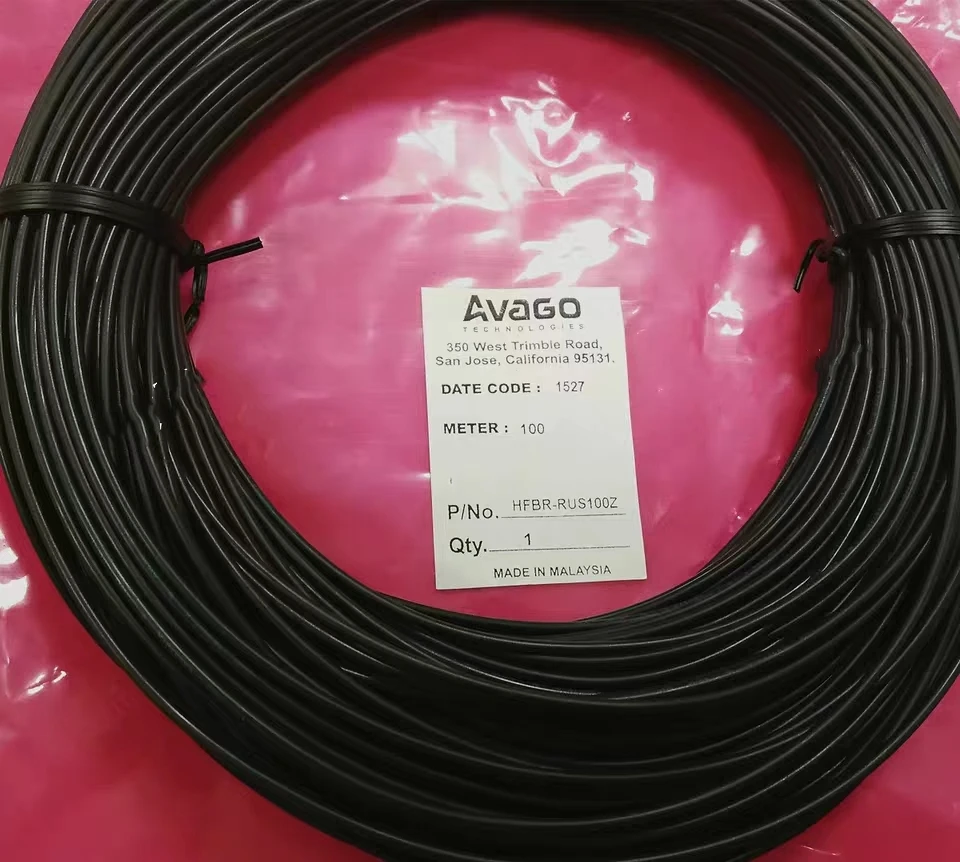 AVAGO
TECHNOLOGIES
350 West Trimble Road,
San Jose, California 95131.
DATE CODE : 1527
METER : 100
P/No. HFBR-RUS100Z
Qty. 1
MADE IN MALAYSIA